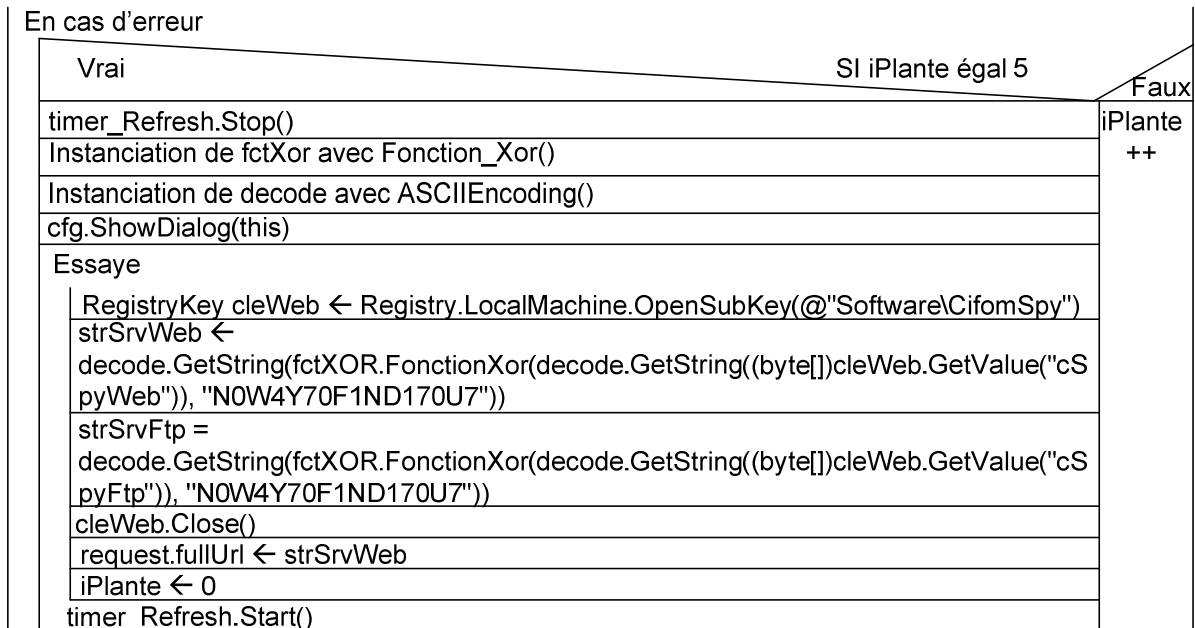 En cas d’erreur
Vrai
SI iPlante égal 5
Faux
timer_Refresh.Stop()
iPlante
++
Instanciation de fctXor avec Fonction_Xor()
Instanciation de decode avec ASCIIEncoding()
cfg.ShowDialog(this)
Essaye
RegistryKey cleWeb ← Registry.LocalMachine.OpenSubKey(@"Software\CifomSpy")
strSrvWeb ←
decode.GetString(fctXOR.FonctionXor(decode.GetString((byte[])cleWeb.GetValue("cS
pyWeb")), "N0W4Y70F1ND170U7"))
strSrvFtp =
decode.GetString(fctXOR.FonctionXor(decode.GetString((byte[])cleWeb.GetValue("cS
pyFtp")), "N0W4Y70F1ND170U7"))
cleWeb.Close()
request.fullUrl ← strSrvWeb
iPlante ← 0
timer_Refresh.Start()